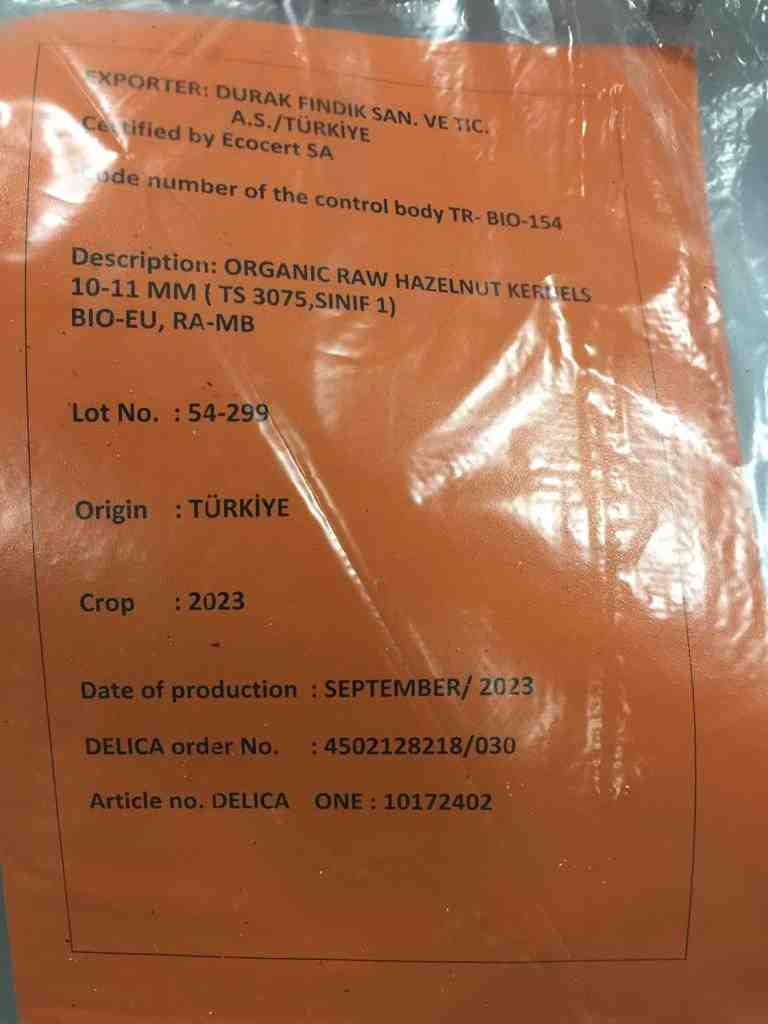 EXPORTER: DURAK FINDIK SAN. VE TIC.
A.S./TÜRKİYE
Certified by Ecocert SA
Code number of the control body TR- BIO-154
Description: ORGANIC RAW HAZELNUT KERNELS
10-11 MM ( TS 3075,SINIF 1)
BIO-EU, RA-MB
Lot No. : 54-299
Origin : TÜRKİYE
Crop : 2023
Date of production : SEPTEMBER/ 2023
DELICA order No. : 4502128218/030
Article no. DELICA ONE : 10172402